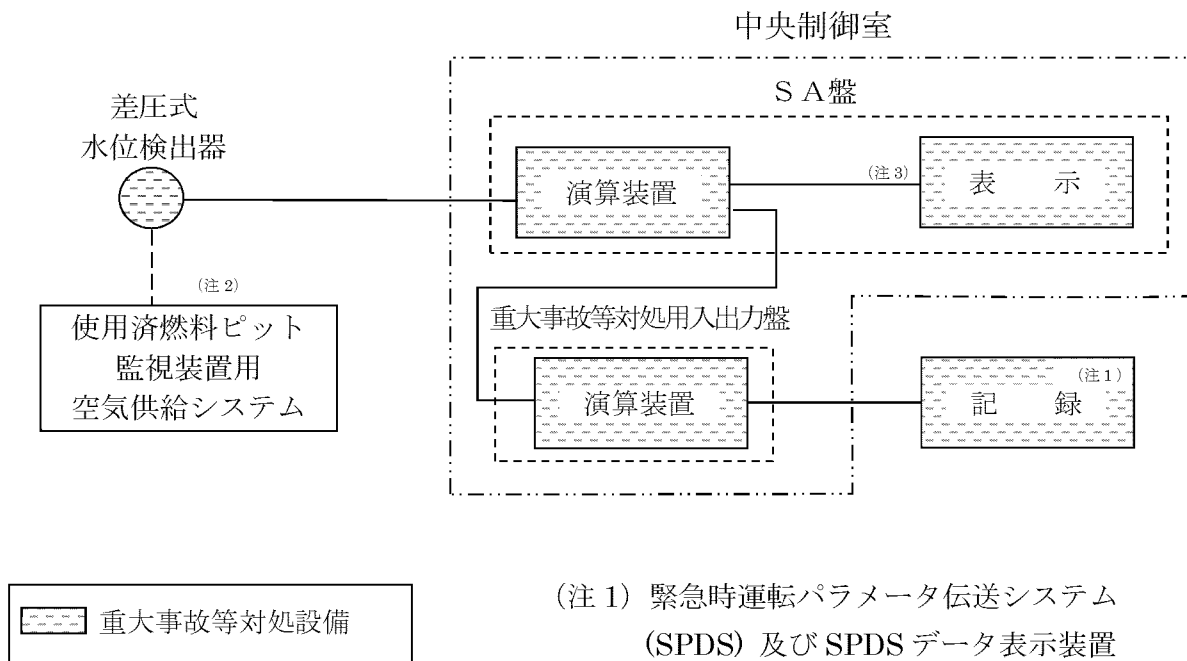 中央制御室
ＳＡ盤
差圧式
水位検出器
演算装置
(注3)
表　示
(注2)
使用済燃料ピット
監視装置用
空気供給システム
重大事故等対処用入出力盤
演算装置
(注1)
記　録
重大事故等対処設備
(注1) 緊急時運転パラメータ伝送システム
(SPDS) 及び SPDS データ表示装置